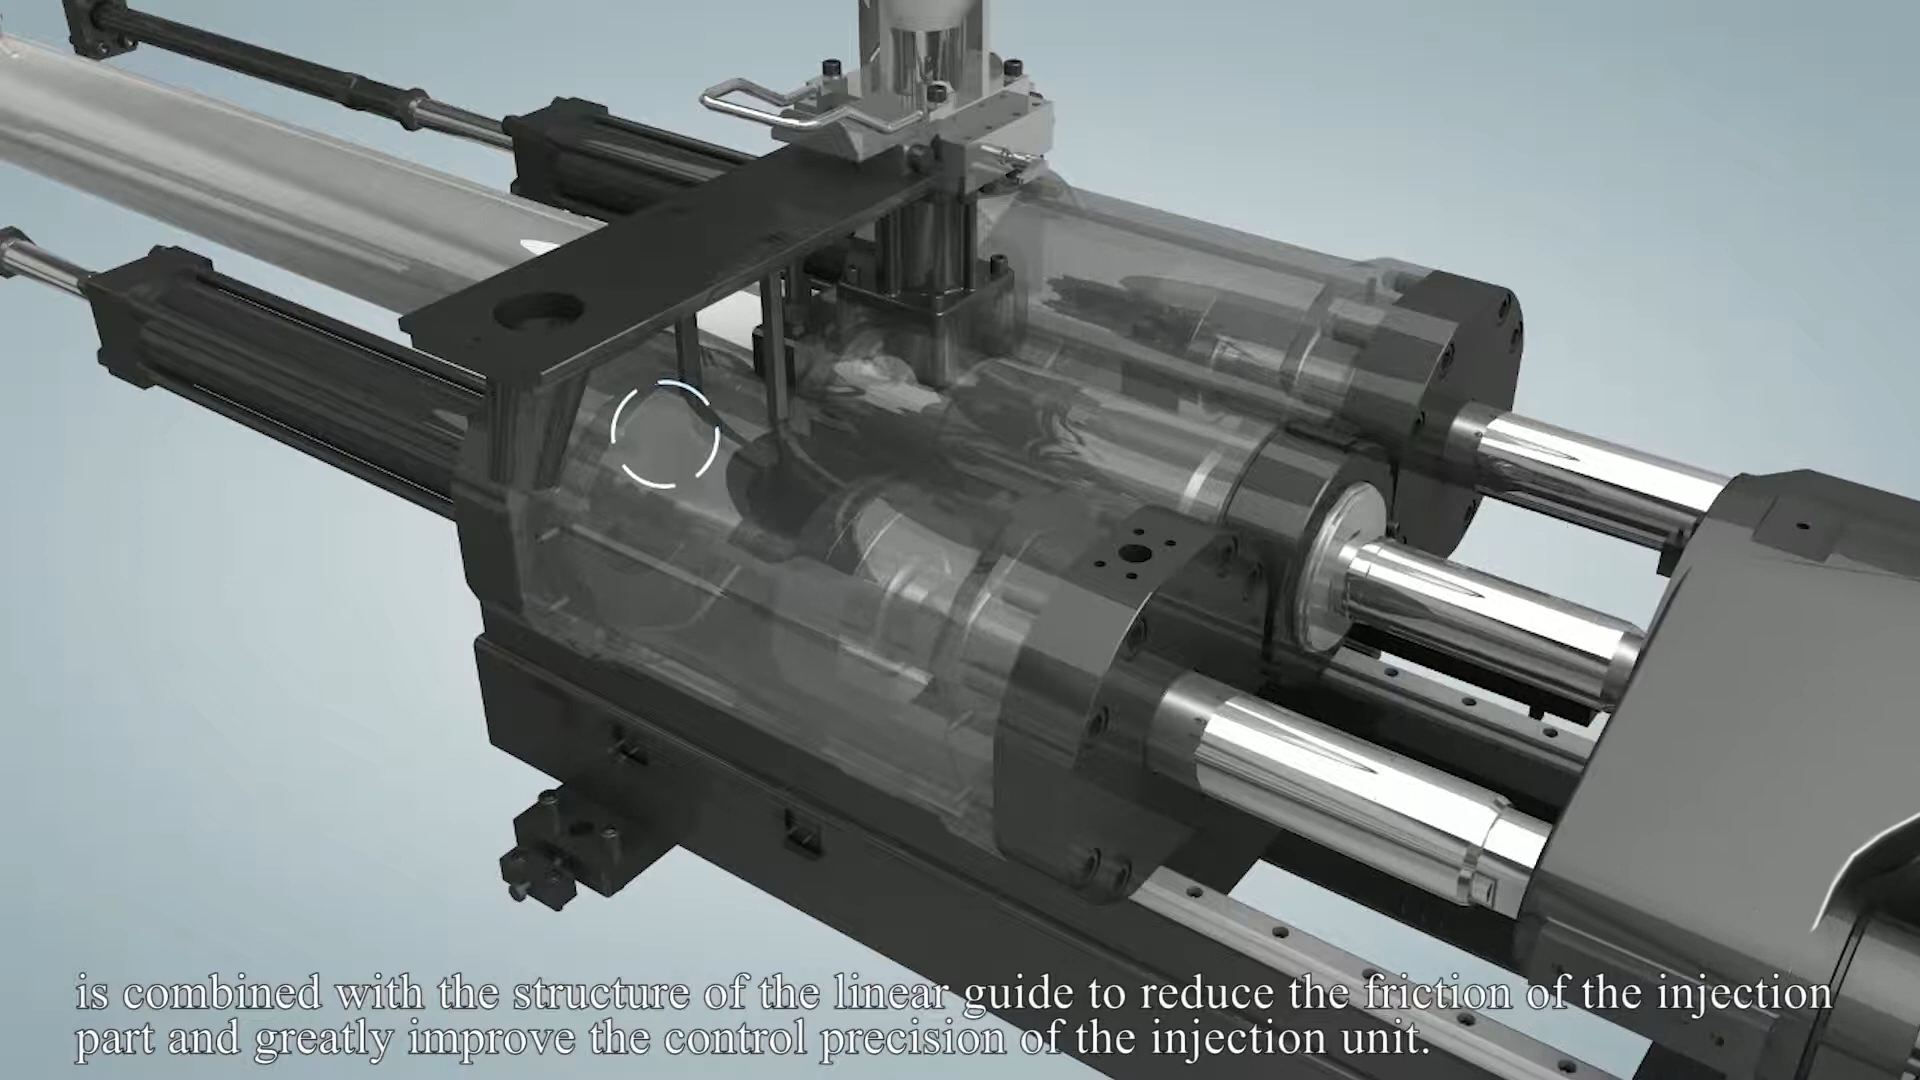 is combined with the structure of the linear guide to reduce the friction of the injection
part and greatly improve the control precision of the injection unit.